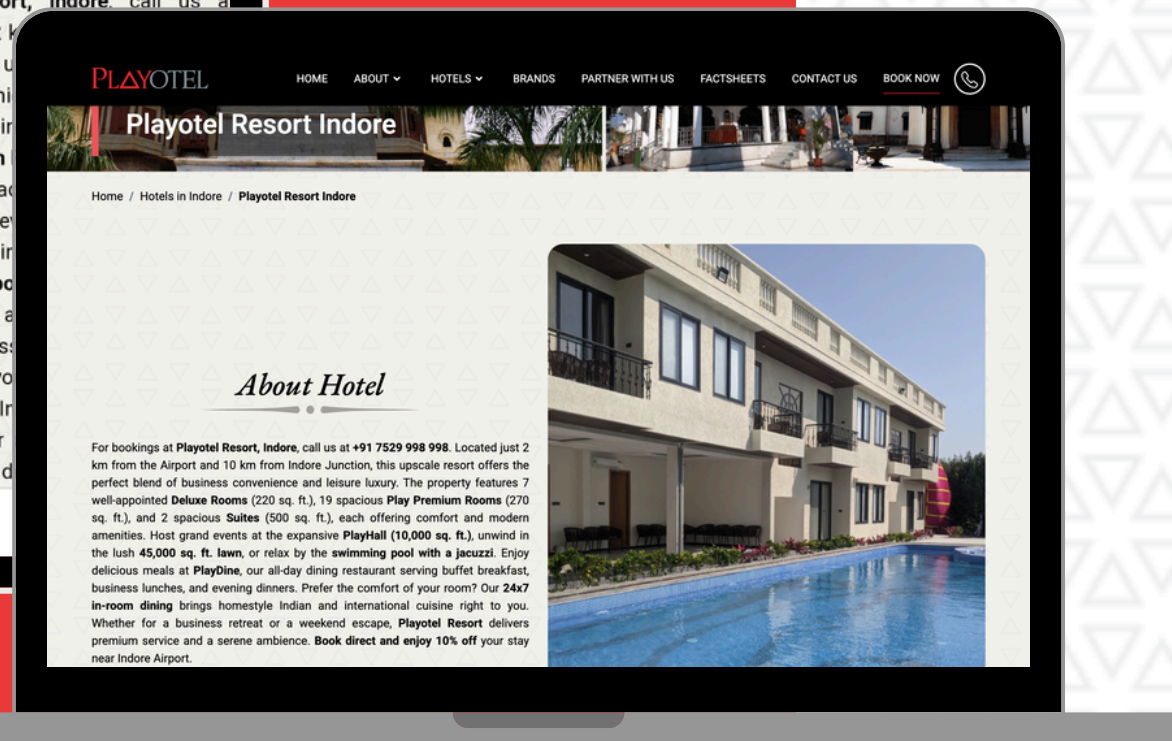 ort, Indore, call us a
PLAYOTEL
HOME ABOUT HOTELS BRANDS PARTNER WITH US FACTSHEETS CONTACT US BOOK NOW
Playotel Resort Indore
Home / Hotels in Indore / Playotel Resort Indore
About Hotel
For bookings at Playotel Resort, Indore, call us at +91 7529 998 998. Located just 2
km from the Airport and 10 km from Indore Junction, this upscale resort offers the
perfect blend of business convenience and leisure luxury. The property features 7
well-appointed Deluxe Rooms (220 sq. ft.), 19 spacious Play Premium Rooms (270
sq. ft.), and 2 spacious Suites (500 sq. ft.), each offering comfort and modern
amenities. Host grand events at the expansive PlayHall (10,000 sq. ft.), unwind in
the lush 45,000 sq. ft. lawn, or relax by the swimming pool with a jacuzzi. Enjoy
delicious meals at PlayDine, our all-day dining restaurant serving buffet breakfast,
business lunches, and evening dinners. Prefer the comfort of your room? Our 24x7
in-room dining brings homestyle Indian and international cuisine right to you.
Whether for a business retreat or a weekend escape, Playotel Resort delivers
premium service and a serene ambience. Book direct and enjoy 10% off your stay
near Indore Airport.